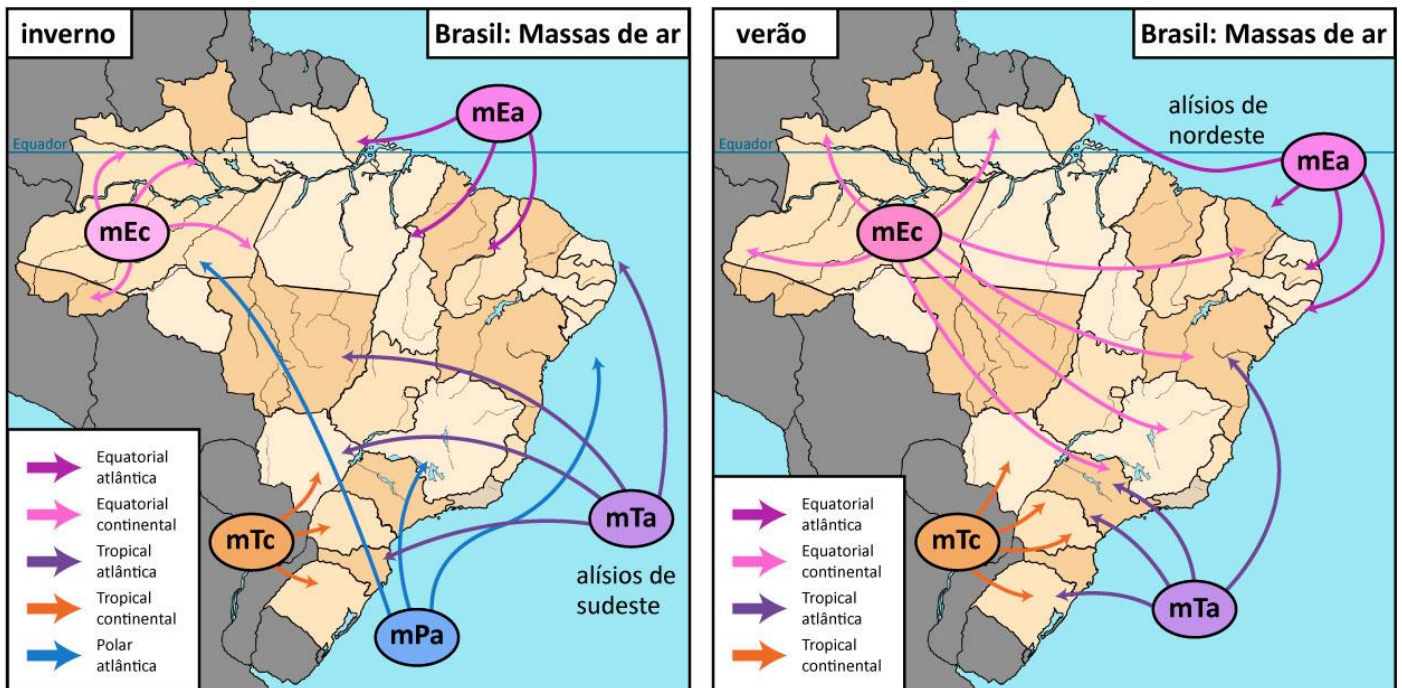 inverno
Brasil: Massas de ar
mEa
Equador
mEc
mTa
mTc
alísios de
sudeste
mPa
Equatorial
atlântica
Equatorial
continental
Tropical
atlântica
Tropical
continental
Polar
atlântica
verão
Brasil: Massas de ar
alísios de
nordeste
Equador
mEa
mEc
mTc
mTa
Equatorial
atlântica
Equatorial
continental
Tropical
atlântica
Tropical
continental